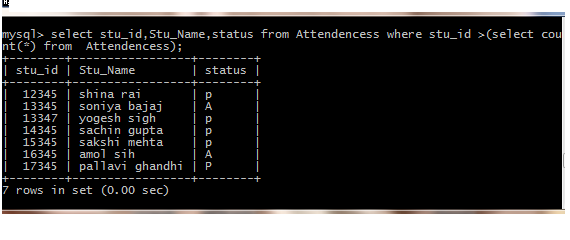 mysql> select stu_id,Stu_Name,status from Attendencess where stu_id >(select cou
nt(*) from  Attendencess);
+--------+------------------+--------+
| stu_id | Stu_Name         | status |
+--------+------------------+--------+
|  12345 | shina rai        | p      |
|  13345 | soniya bajaj     | A      |
|  13347 | yogesh sigh      | p      |
|  14345 | sachin gupta     | p      |
|  15345 | sakshi mehta     | p      |
|  16345 | amol sih         | A      |
|  17345 | pallavi ghandhi  | P      |
+--------+------------------+--------+
7 rows in set (0.00 sec)